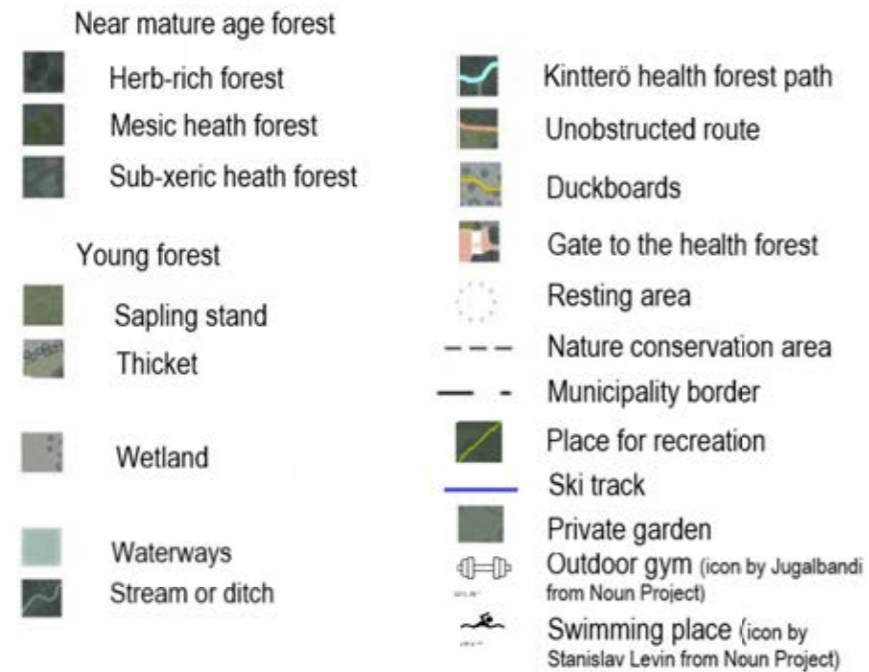 Near mature age forest
Herb-rich forest
Mesic heath forest
Sub-xeric heath forest
Young forest
Sapling stand
Thicket
Wetland
Waterways
Stream or ditch
Kintterö health forest path
Unobstructed route
Duckboards
Gate to the health forest
Resting area
Nature conservation area
Municipality border
Place for recreation
Ski track
Private garden
Outdoor gym (icon by Jugalbandi
from Noun Project)
Swimming place (icon by
Stanislav Levin from Noun Project)